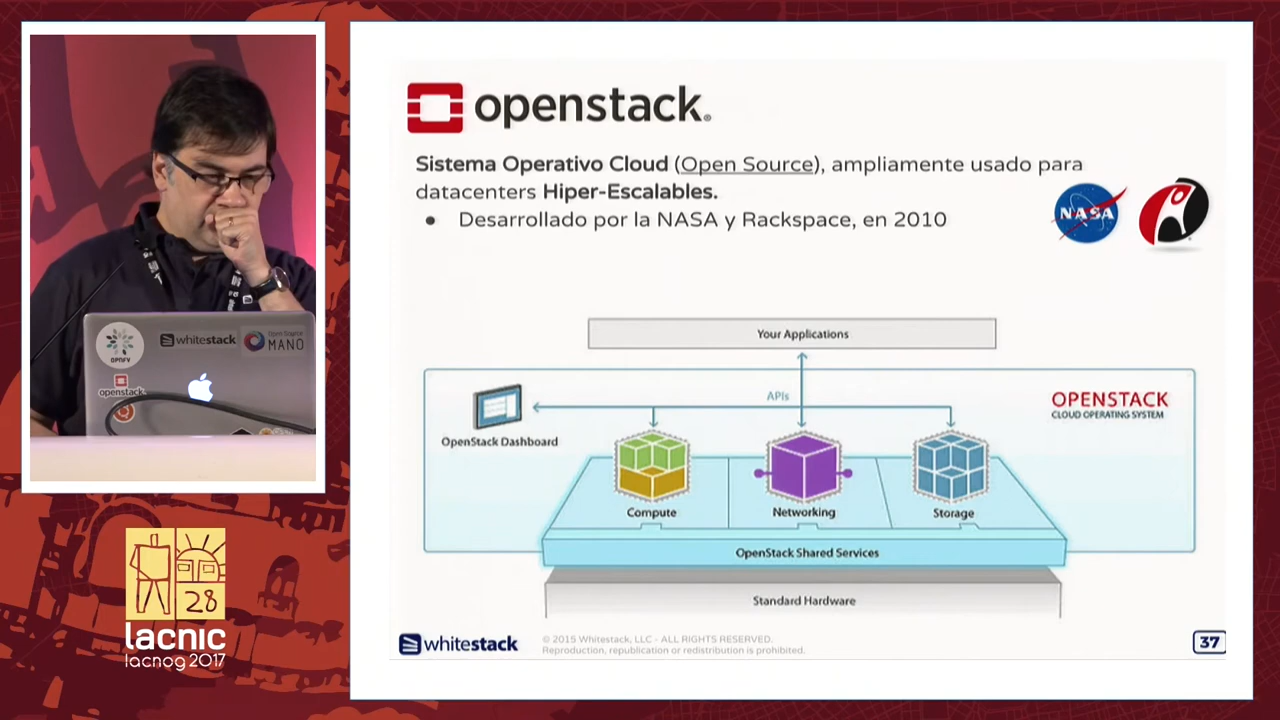 openstack®
Sistema Operativo Cloud (Open Source), ampliamente usado para
datacenters Hiper-Escalables.
● Desarrollado por la NASA y Rackspace, en 2010
NASA
Your Applications
APIs
OPENSTACK
CLOUD OPERATING SYSTEM
OpenStack Dashboard
Compute
Networking
Storage
OpenStack Shared Services
Standard Hardware
whitestack
© 2015 Whitestack, LLC - ALL RIGHTS RESERVED.
Reproduction, republication or redistribution is prohibited.
37
OPNFV
whitestack
Open Source
MANO
openstack
28
lacnic
lacnog 2017